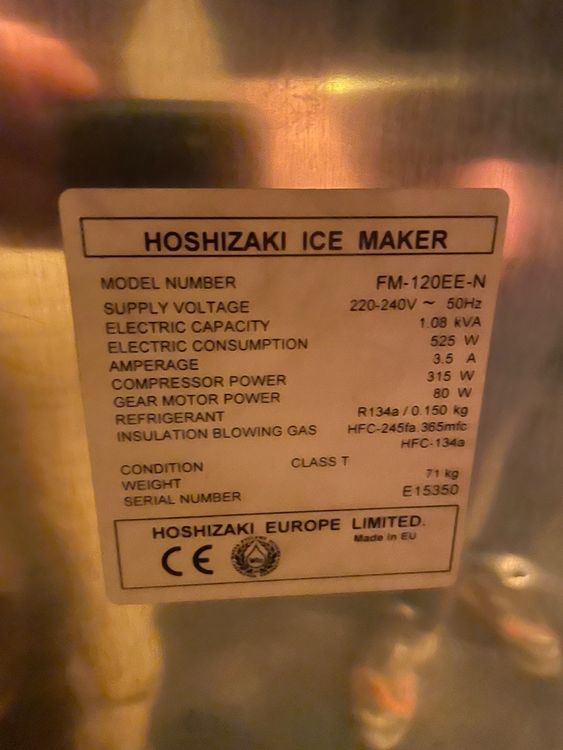 HOSHIZAKI ICE MAKER
MODEL NUMBER FM-120EE-N
SUPPLY VOLTAGE 220-240V ~ 50Hz
ELECTRIC CAPACITY 1.08 kVA
ELECTRIC CONSUMPTION 525 W
AMPERAGE 3.5 A
COMPRESSOR POWER 315 W
GEAR MOTOR POWER 80 W
REFRIGERANT R134a / 0.150 kg
INSULATION BLOWING GAS HFC-245fa.365mfc
HFC-134a
CONDITION CLASS T
WEIGHT 71 kg
SERIAL NUMBER E15350
HOSHIZAKI EUROPE LIMITED.
Made in EU
CE